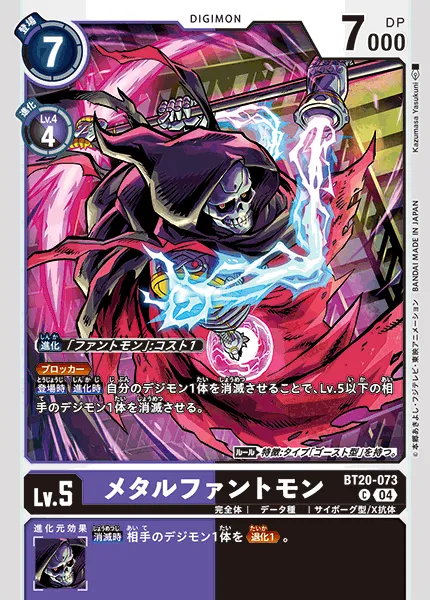 DIGIMON
登場
7
DP
7000
進化
Lv.4
4
Kazumasa Yasukuni
BANDAI MADE IN JAPAN
©本郷あきよし・フジテレビ・東映アニメーション
進化 「ファントモン」:コスト1
ブロッカー
登場時 進化時 自分のデジモン1体を消滅させることで、Lv.5以下の相
手のデジモン1体を消滅させる。
ルール 特徴:タイプ「ゴースト型」を持つ。
Lv.5
メタルファントモン
BT20-073
C 04
完全体 | データ種 | サイボーグ型/X抗体
進化元効果
消滅時 相手のデジモン1体を 退化1 。